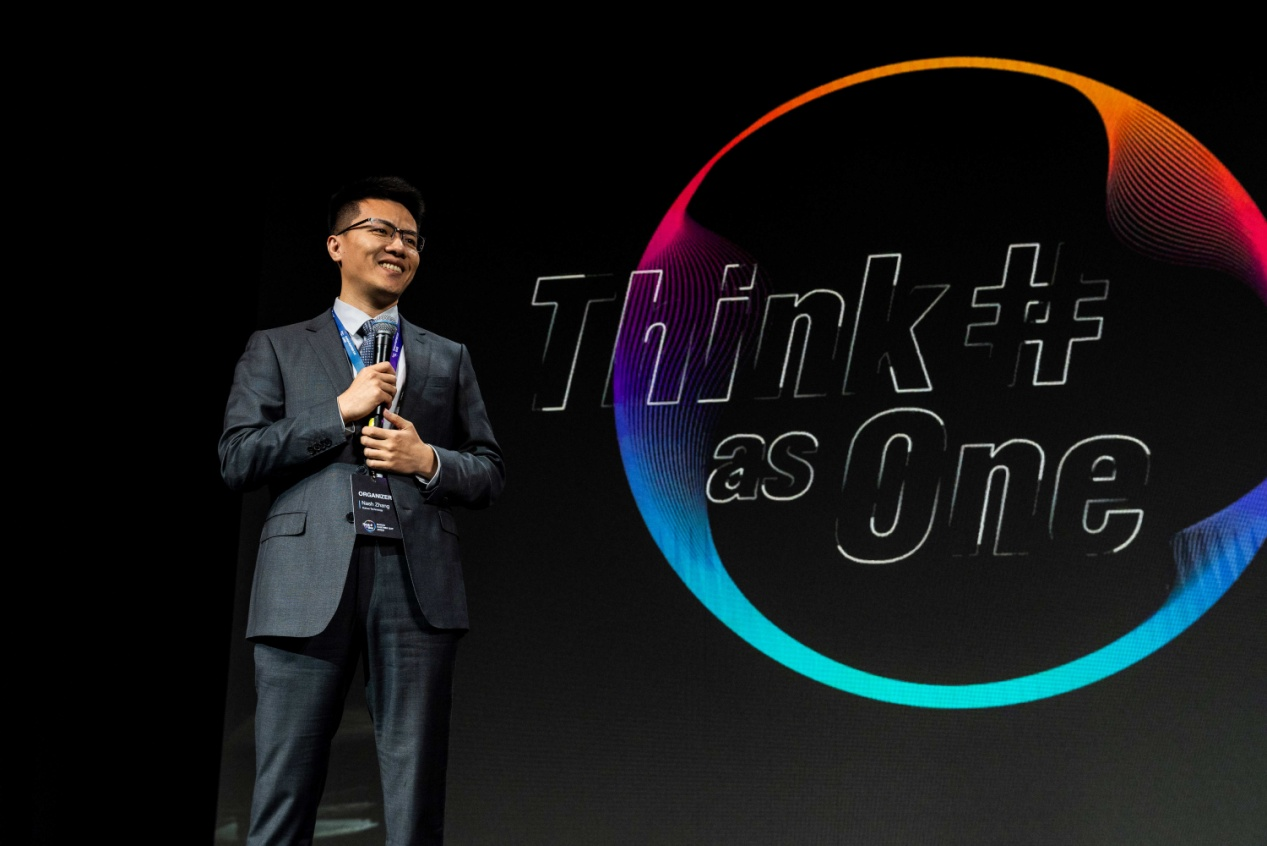 Think #
as One
ORGANIZER
Nash Zhong